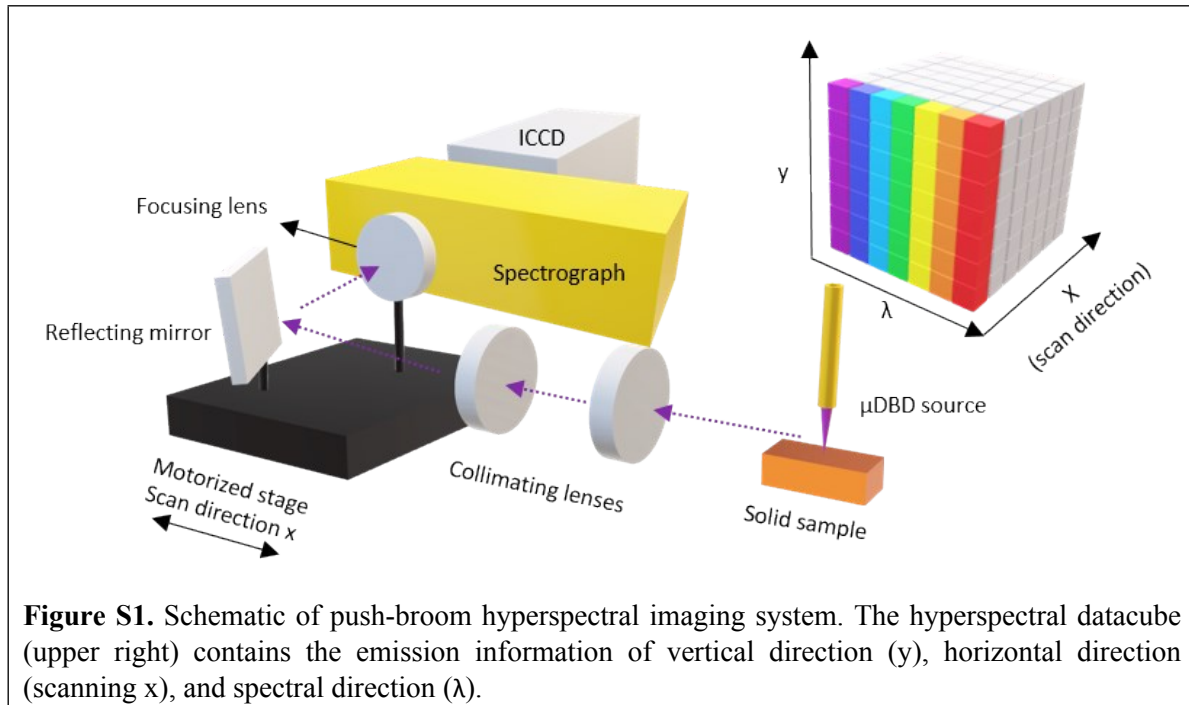 ICCD
Focusing lens
Spectrograph
Reflecting mirror
Motorized stage
Scan direction x
Collimating lenses
Solid sample
μDBD source
y
λ
X
(scan direction)
Figure S1. Schematic of push-broom hyperspectral imaging system. The hyperspectral datacube
(upper right) contains the emission information of vertical direction (y), horizontal direction
(scanning x), and spectral direction (λ).